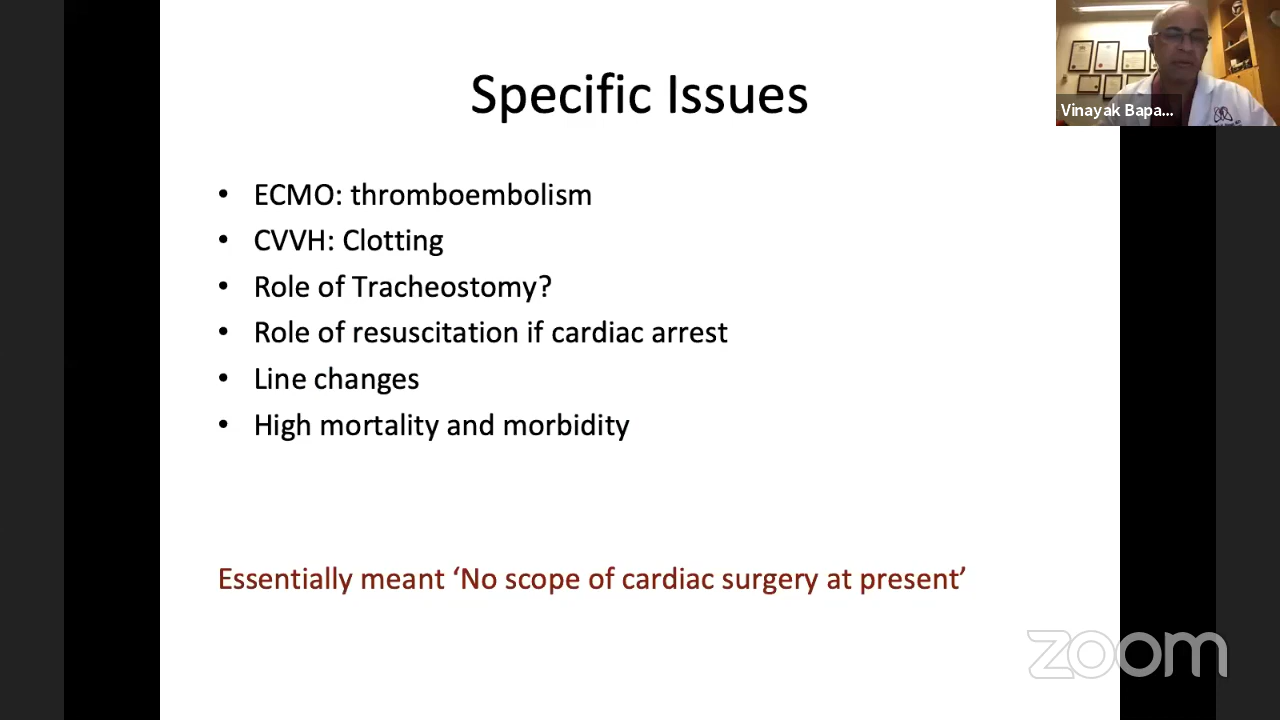 Specific Issues
Vinayak Bapa...
• ECMO: thromboembolism
• CVVH: Clotting
• Role of Tracheostomy?
• Role of resuscitation if cardiac arrest
• Line changes
• High mortality and morbidity
Essentially meant ‘No scope of cardiac surgery at present’
zoom